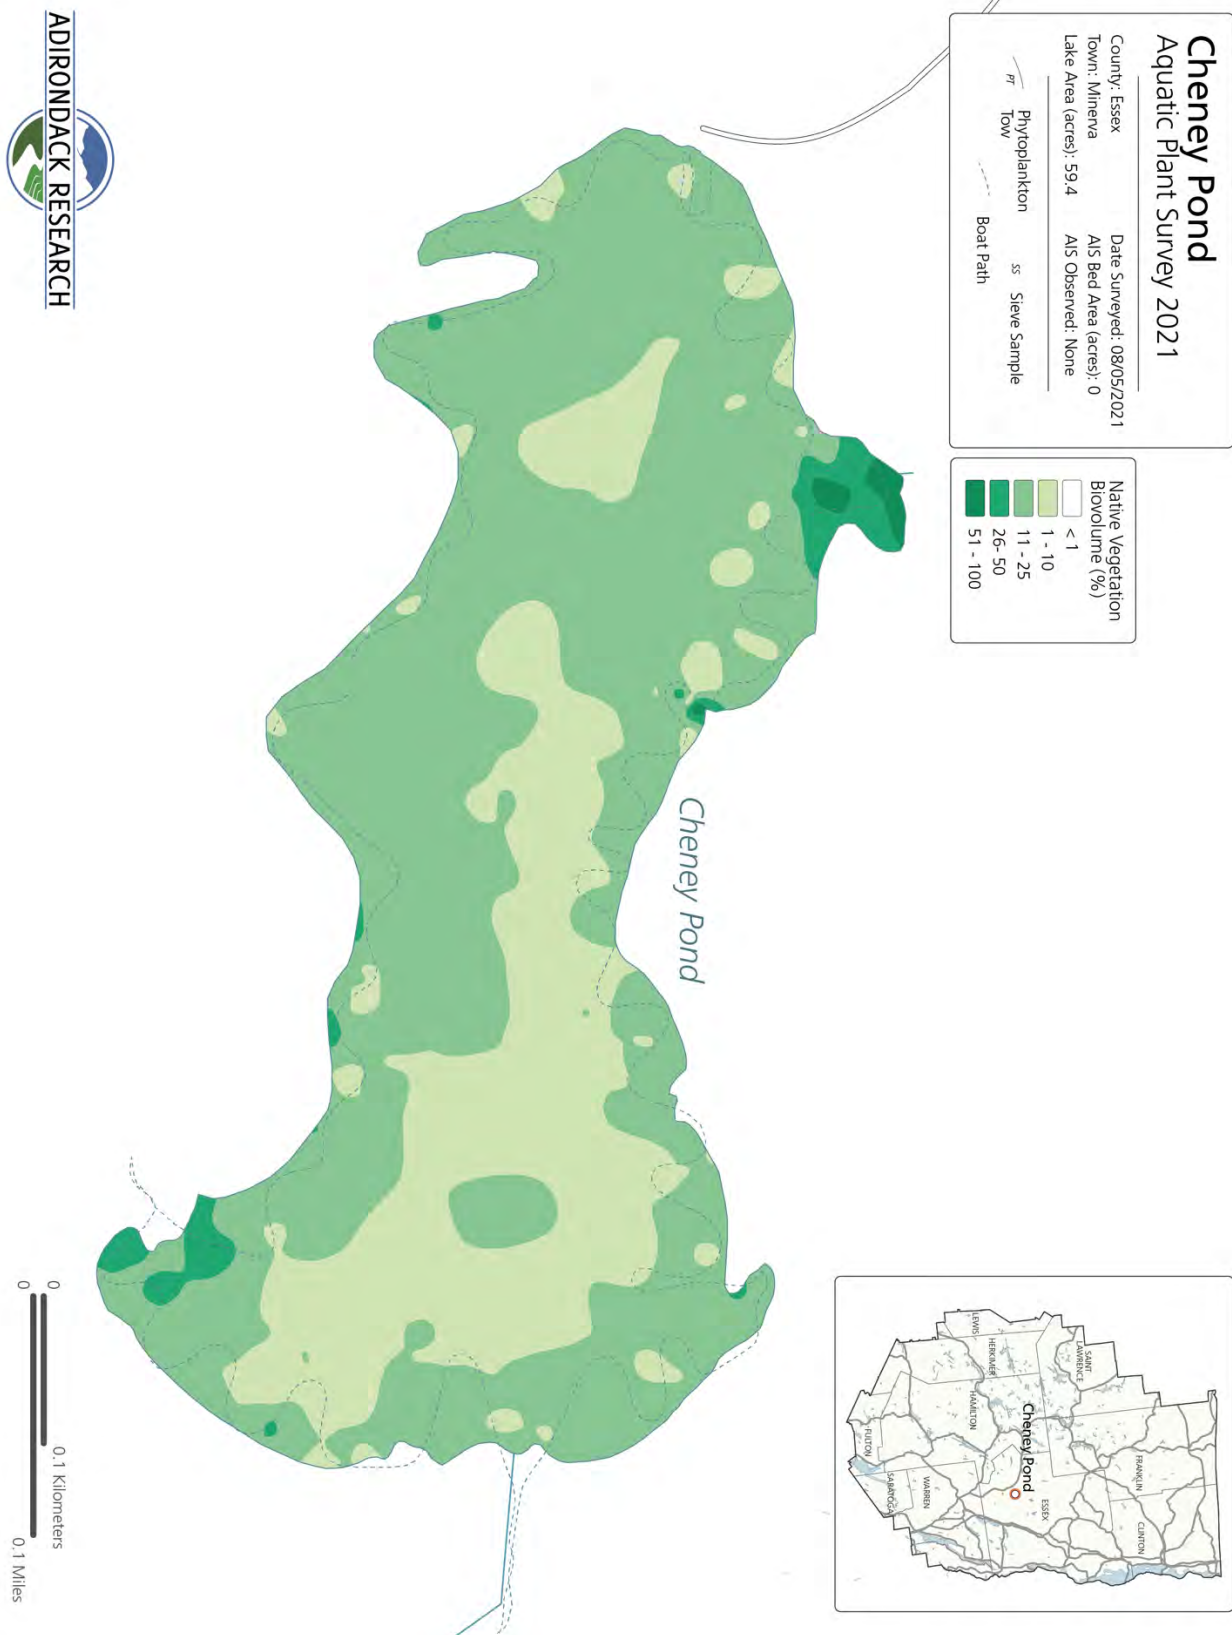 Cheney Pond
Aquatic Plant Survey 2021
County: Essex
Town: Minerva
Lake Area (acres): 59.4
Date Surveyed: 08/05/2021
AIS Bed Area (acres): 0
AIS Observed: None
PT
Phytoplankton
Tow
SS
Sieve Sample
Boat Path
Native Vegetation
Biovolume (%)
< 1
1 - 10
11 - 25
26- 50
51 - 100
Cheney Pond
SAINT
LAWRENCE
FRANKLIN
CLINTON
Cheney Pond
ESSEX
LEWIS
HERKIMER
HAMILTON
WARREN
FULTON
SARATOGA
ADIRONDACK RESEARCH
0
0.1 Kilometers
0
0.1 Miles